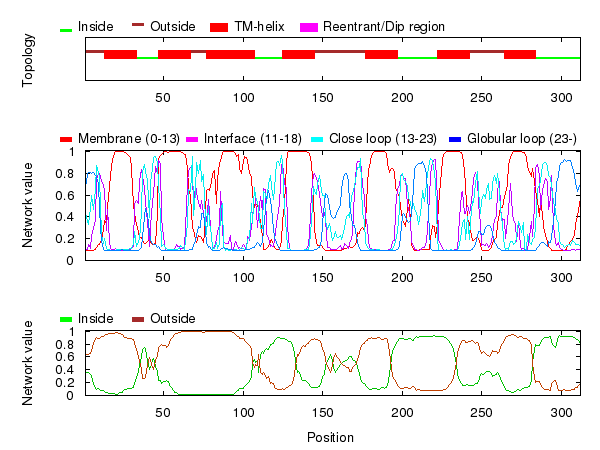 Inside Outside TM-helix Reentrant/Dip region
Topology
50 100 150 200 250 300
Membrane (0-13) Interface (11-18) Close loop (13-23) Globular loop (23-)
Network value
1
0.8
0.6
0.4
0.2
0
50 100 150 200 250 300
Inside Outside
Network value
1
0.8
0.6
0.4
0.2
0
50 100 150 200 250 300
Position